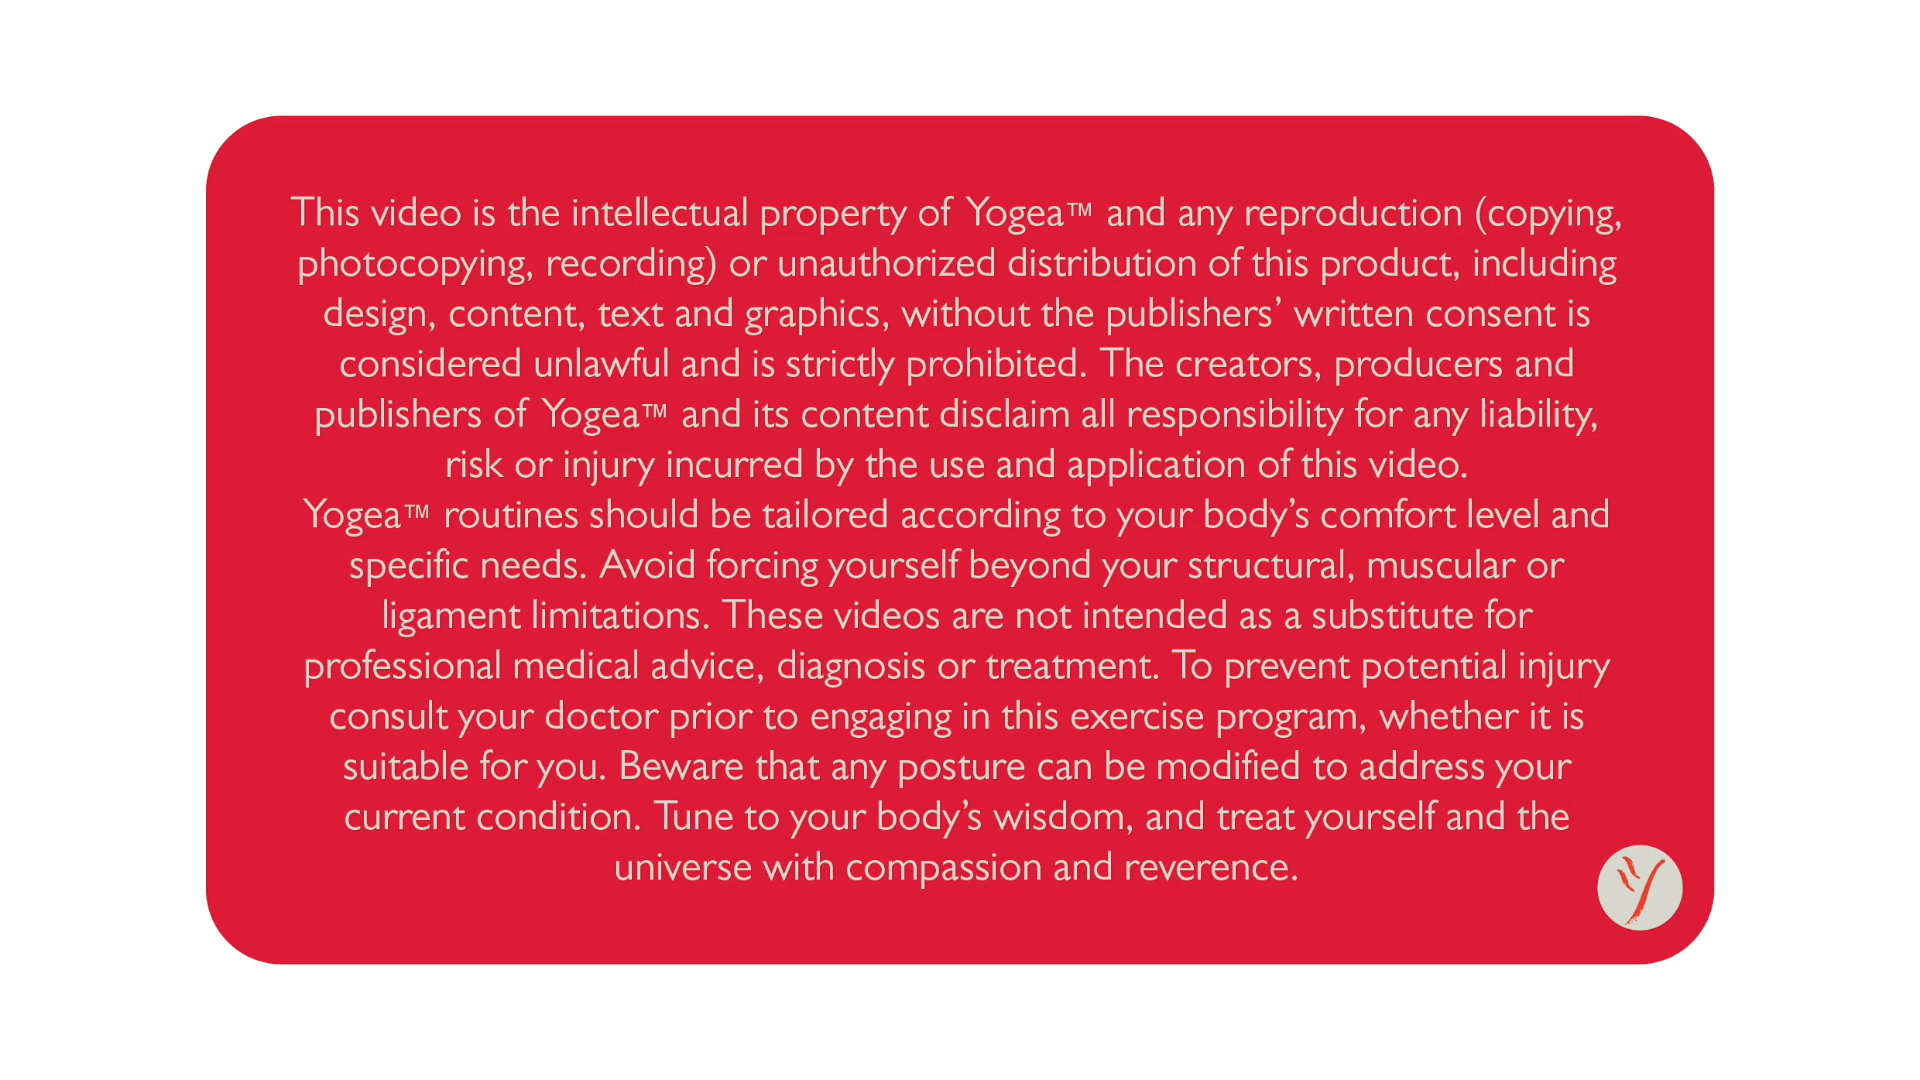 This video is the intellectual property of Yogea™ and any reproduction (copying,
photocopying, recording) or unauthorized distribution of this product, including
design, content, text and graphics, without the publishers’ written consent is
considered unlawful and is strictly prohibited. The creators, producers and
publishers of Yogea™ and its content disclaim all responsibility for any liability,
risk or injury incurred by the use and application of this video.
Yogea™ routines should be tailored according to your body’s comfort level and
specific needs. Avoid forcing yourself beyond your structural, muscular or
ligament limitations. These videos are not intended as a substitute for
professional medical advice, diagnosis or treatment. To prevent potential injury
consult your doctor prior to engaging in this exercise program, whether it is
suitable for you. Beware that any posture can be modified to address your
current condition. Tune to your body’s wisdom, and treat yourself and the
universe with compassion and reverence.